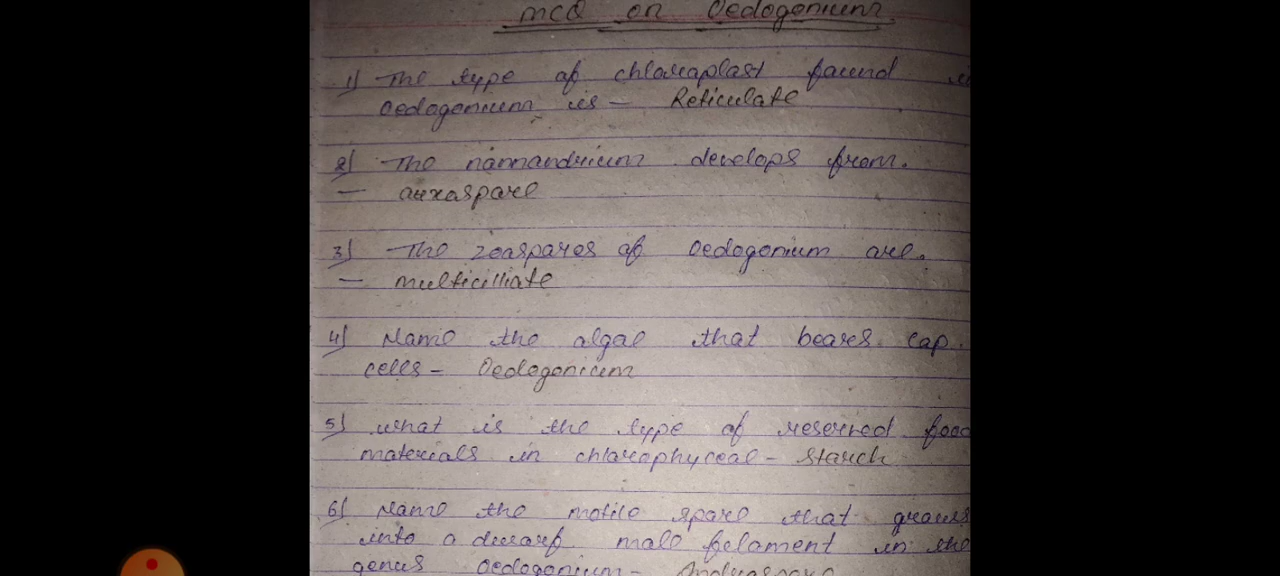 MCQ on Oedogonium
1) The type of chloroplast found i
Oedogonium is - Reticulate
2) The nannandrium develops from.
- auxospore
3) The zoospores of Oedogonium are.
- multicilliate
4) Name the algae that bears cap.
cells - Oedogonium
5) What is the type of reserved food
materials in chlorophyceae - Starch
6) Name the motile spore that grows
into a dwarf male felament in the
genus Oedogonium - Androspore